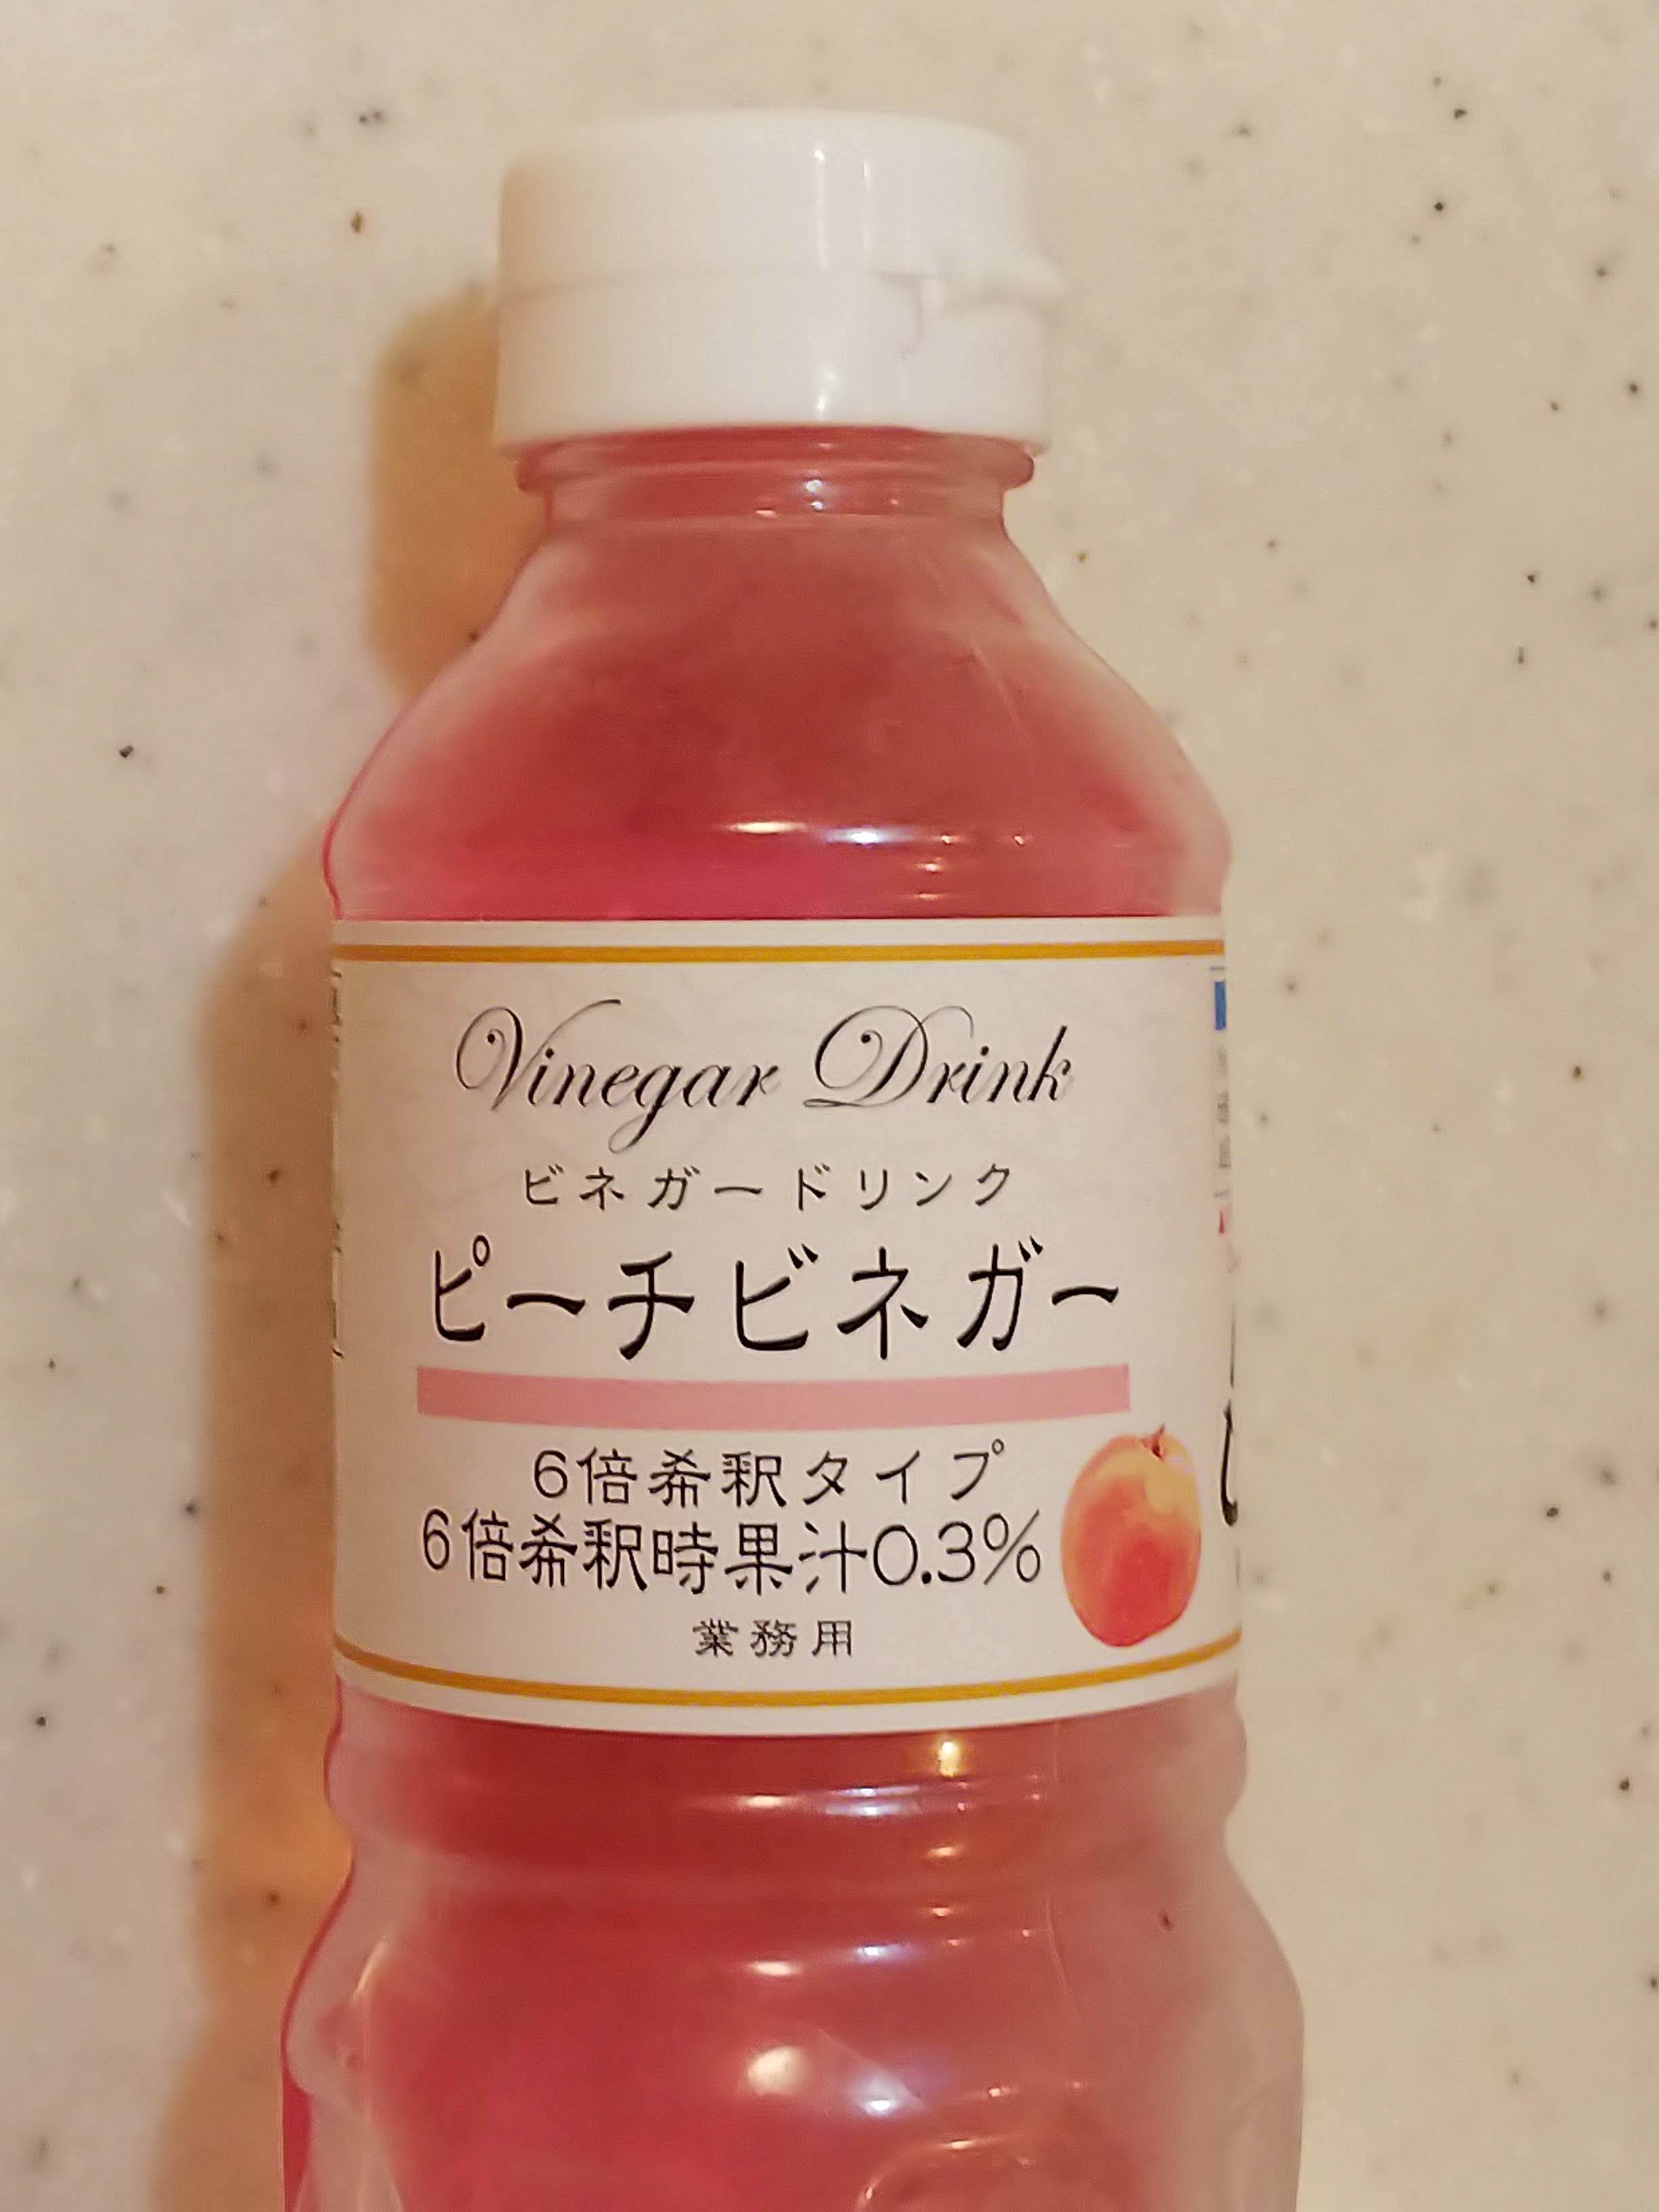 Vinegar Drink
ビネガードリンク
ピーチビネガー
6倍希釈タイプ
6倍希釈時果汁0.3%
業務用